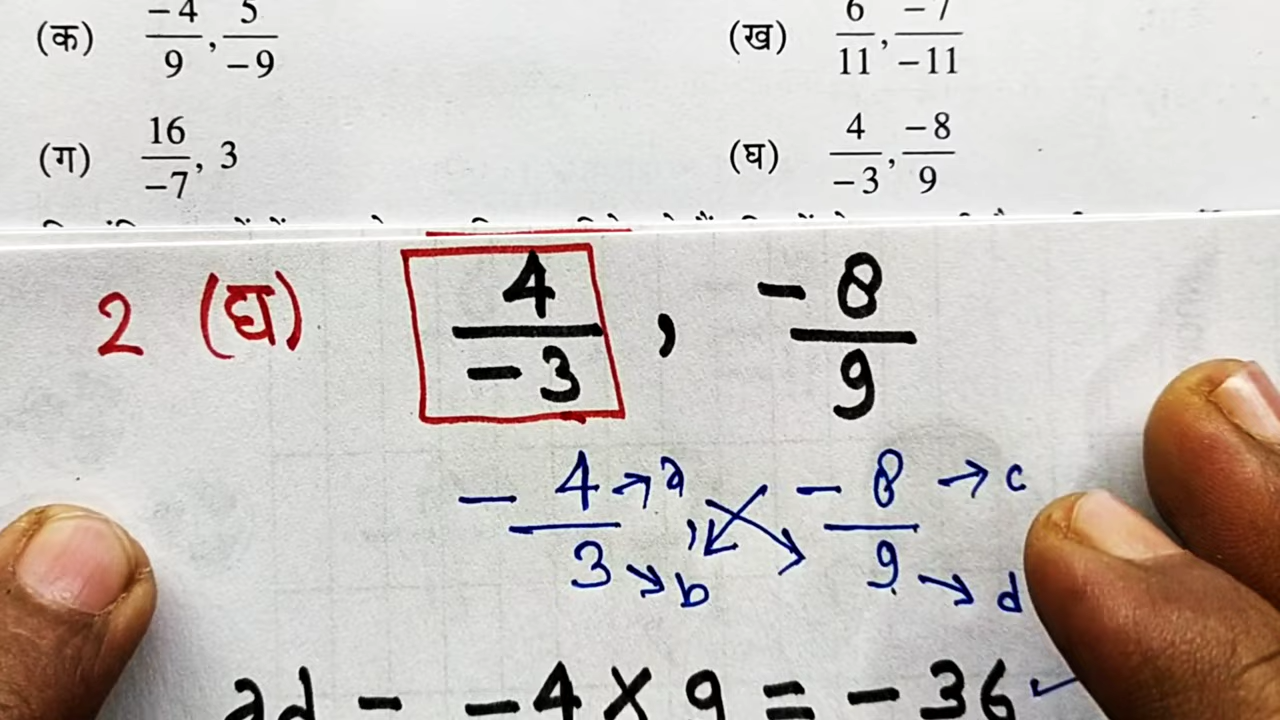 (क) -4/9, 5/-9 (ख) 6/11, -7/-11
(ग) 16/-7, 3 (घ) 4/-3, -8/9
2 (घ) 4/-3, -8/9
-4/3 → a → b, -8/9 → c → d
ad - -4 × 9 = -36 ✓